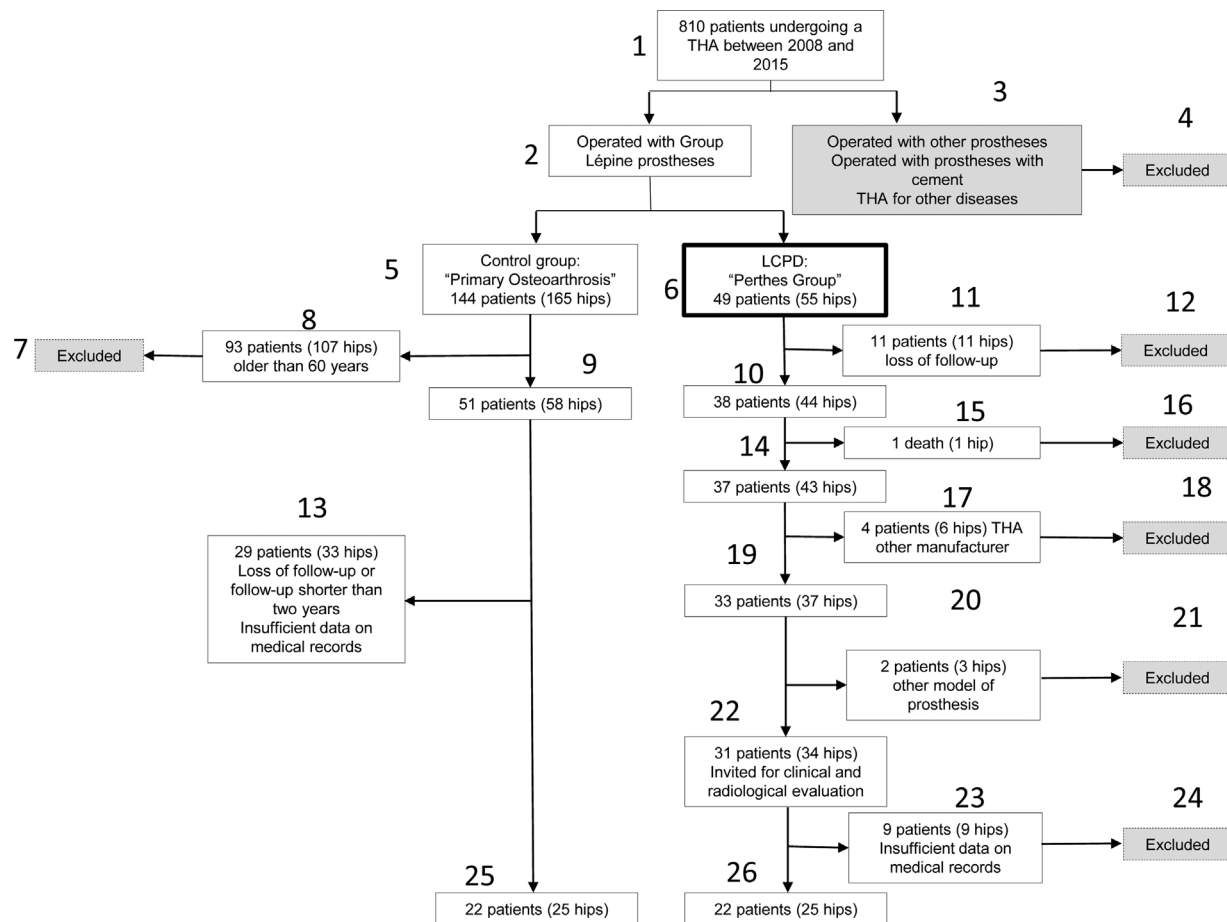 1
810 patients undergoing a
THA between 2008 and
2015
2
Operated with Group
Lépine prostheses
3
Operated with other prostheses
Operated with prostheses with
cement
THA for other diseases
4
Excluded
5
Control group:
“Primary Osteoarthrosis”
144 patients (165 hips)
6
LCPD:
“Perthes Group”
49 patients (55 hips)
7
Excluded
8
93 patients (107 hips)
older than 60 years
9
51 patients (58 hips)
11
11 patients (11 hips)
loss of follow-up
12
Excluded
10
38 patients (44 hips)
15
1 death (1 hip)
16
Excluded
14
37 patients (43 hips)
13
29 patients (33 hips)
Loss of follow-up or
follow-up shorter than
two years
Insufficient data on
medical records
17
4 patients (6 hips) THA
other manufacturer
18
Excluded
19
33 patients (37 hips)
20
2 patients (3 hips)
other model of
prosthesis
21
Excluded
22
31 patients (34 hips)
Invited for clinical and
radiological evaluation
23
9 patients (9 hips)
Insufficient data on
medical records
24
Excluded
25
22 patients (25 hips)
26
22 patients (25 hips)